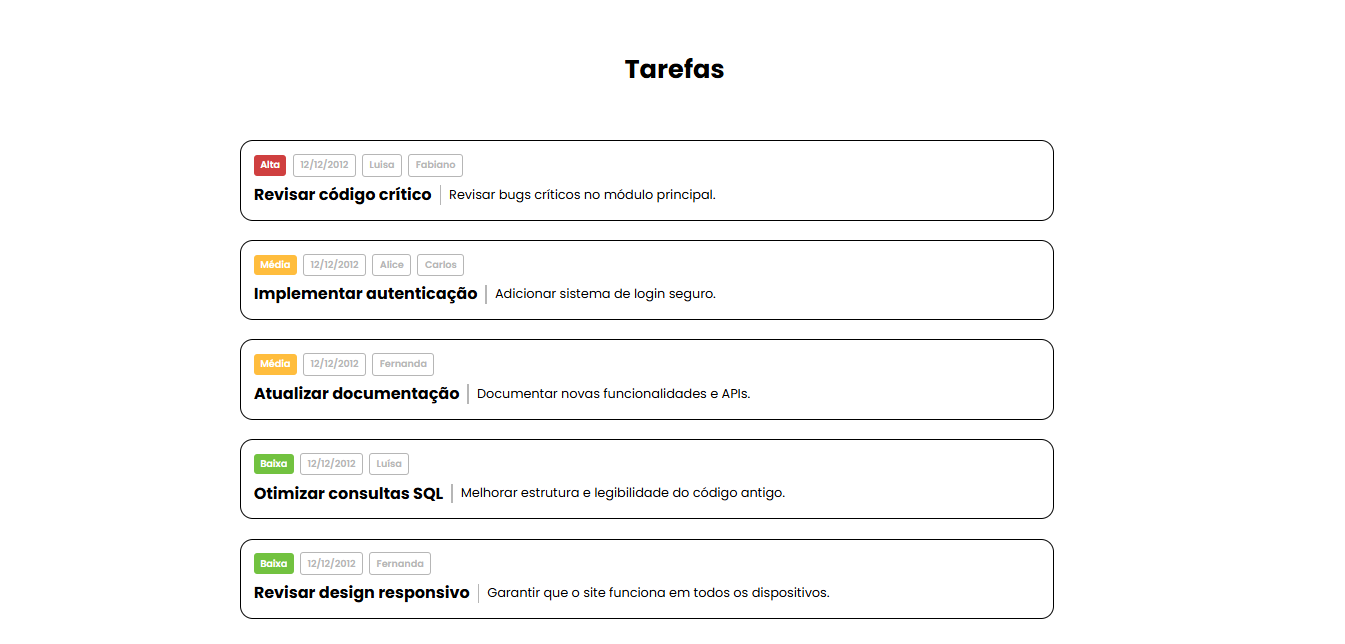 Tarefas
Alta 12/12/2012 Luisa Fabiano
Revisar código crítico Revisar bugs críticos no módulo principal.
Média 12/12/2012 Alice Carlos
Implementar autenticação Adicionar sistema de login seguro.
Média 12/12/2012 Fernanda
Atualizar documentação Documentar novas funcionalidades e APIs.
Baixa 12/12/2012 Luisa
Otimizar consultas SQL Melhorar estrutura e legibilidade do código antigo.
Baixa 12/12/2012 Fernanda
Revisar design responsivo Garantir que o site funciona em todos os dispositivos.